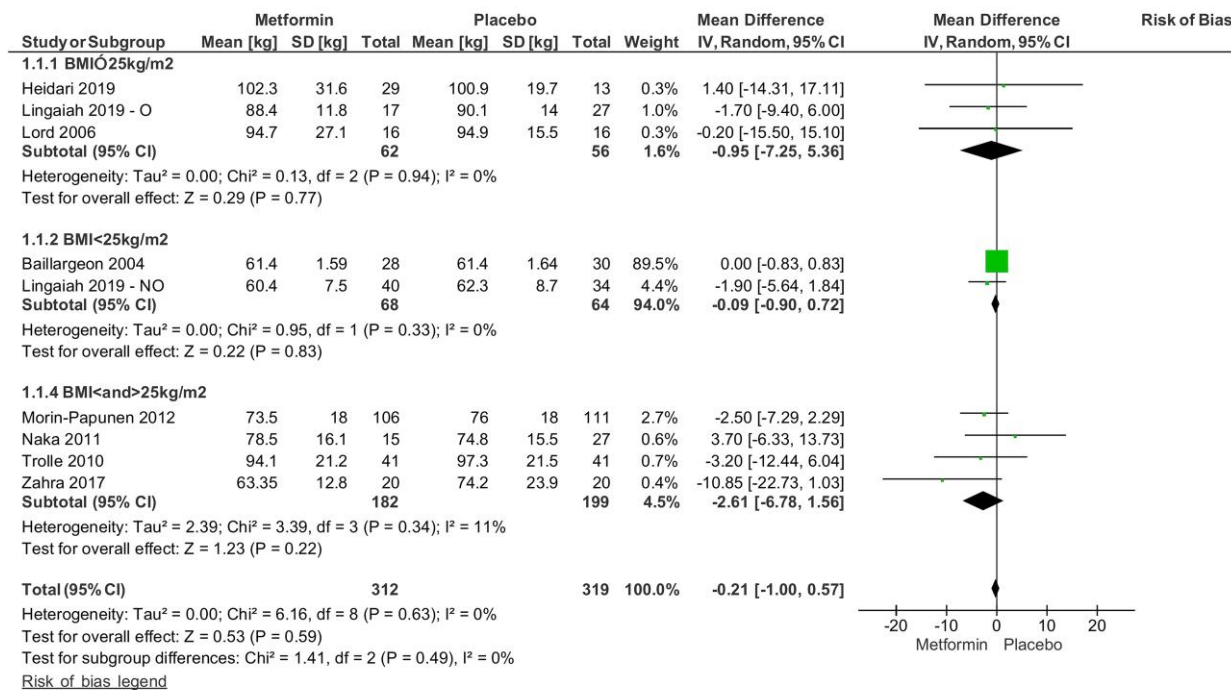 Metformin Placebo Mean Difference Mean Difference Risk of Bias
Study or Subgroup Mean [kg] SD [kg] Total Mean [kg] SD [kg] Total Weight IV, Random, 95% CI IV, Random, 95% CI
1.1.1 BMIÓ25kg/m2
Heidari 2019 102.3 31.6 29 100.9 19.7 13 0.3% 1.40 [-14.31, 17.11]
Lingaiah 2019 - O 88.4 11.8 17 90.1 14 27 1.0% -1.70 [-9.40, 6.00]
Lord 2006 94.7 27.1 16 94.9 15.5 16 0.3% -0.20 [-15.50, 15.10]
Subtotal (95% CI) 62 56 1.6% -0.95 [-7.25, 5.36]
Heterogeneity: Tau² = 0.00; Chi² = 0.13, df = 2 (P = 0.94); I² = 0%
Test for overall effect: Z = 0.29 (P = 0.77)
1.1.2 BMI<25kg/m2
Baillargeon 2004 61.4 1.59 28 61.4 1.64 30 89.5% 0.00 [-0.83, 0.83]
Lingaiah 2019 - NO 60.4 7.5 40 62.3 8.7 34 4.4% -1.90 [-5.64, 1.84]
Subtotal (95% CI) 68 64 94.0% -0.09 [-0.90, 0.72]
Heterogeneity: Tau² = 0.00; Chi² = 0.95, df = 1 (P = 0.33); I² = 0%
Test for overall effect: Z = 0.22 (P = 0.83)
1.1.4 BMI<and>25kg/m2
Morin-Papunen 2012 73.5 18 106 76 18 111 2.7% -2.50 [-7.29, 2.29]
Naka 2011 78.5 16.1 15 74.8 15.5 27 0.6% 3.70 [-6.33, 13.73]
Trolle 2010 94.1 21.2 41 97.3 21.5 41 0.7% -3.20 [-12.44, 6.04]
Zahra 2017 63.35 12.8 20 74.2 23.9 20 0.4% -10.85 [-22.73, 1.03]
Subtotal (95% CI) 182 199 4.5% -2.61 [-6.78, 1.56]
Heterogeneity: Tau² = 2.39; Chi² = 3.39, df = 3 (P = 0.34); I² = 11%
Test for overall effect: Z = 1.23 (P = 0.22)
Total (95% CI) 312 319 100.0% -0.21 [-1.00, 0.57]
Heterogeneity: Tau² = 0.00; Chi² = 6.16, df = 8 (P = 0.63); I² = 0%
-20 -10 0 10 20
Test for overall effect: Z = 0.53 (P = 0.59)
Metformin Placebo
Test for subgroup differences: Chi² = 1.41, df = 2 (P = 0.49), I² = 0%
Risk of bias legend